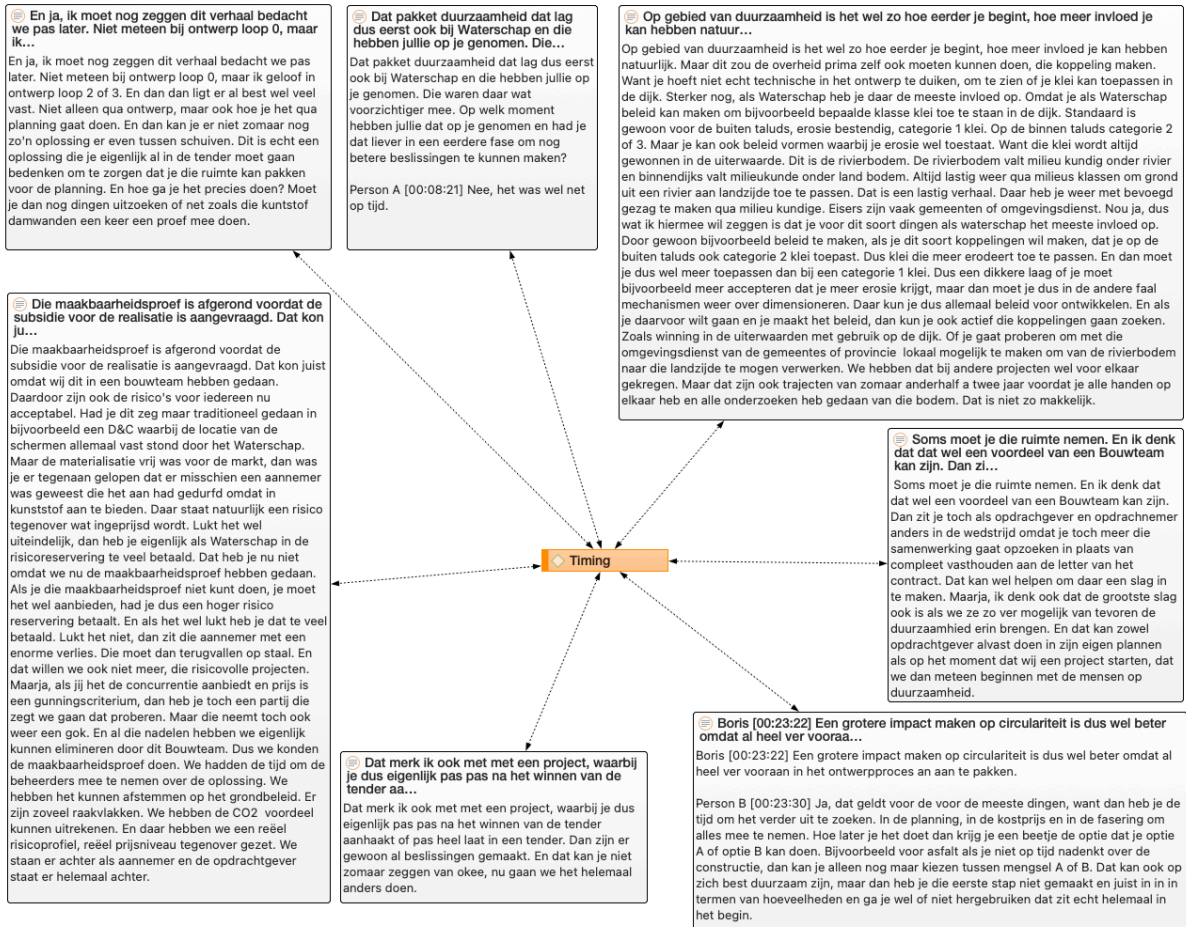 En ja, ik moet nog zeggen dit verhaal bedacht
we pas later. Niet meteen bij ontwerp loop 0, maar
ik…
En ja, ik moet nog zeggen dit verhaal bedacht we pas
later. Niet meteen bij ontwerp loop 0, maar ik geloof in
ontwerp loop 2 of 3. En dan dan ligt er al best wel veel
vast. Niet alleen qua ontwerp, maar ook hoe je het qua
planning gaat doen. En dan kan je er niet zomaar nog
zo'n oplossing er even tussen schuiven. Dit is echt een
oplossing die je eigenlijk al in de tender moet gaan
bedenken om te zorgen dat je die ruimte kan pakken
voor de planning. En hoe ga je het precies doen? Moet
je dan nog dingen uitzoeken of net zoals die kuntstof
damwanden een keer een proef mee doen.
Dat pakket duurzaamheid dat lag
dus eerst ook bij Waterschap en die
hebben jullie op je genomen. Die…
Dat pakket duurzaamheid dat lag dus eerst
ook bij Waterschap en die hebben jullie op
je genomen. Die waren daar wat
voorzichtiger mee. Op welk moment
hebben jullie dat op je genomen en had je
dat liever in een eerdere fase om nog
betere beslissingen te kunnen maken?
Person A [00:08:21] Nee, het was wel net
op tijd.
Op gebied van duurzaamheid is het wel zo hoe eerder je begint, hoe meer invloed je
kan hebben natuur…
Op gebied van duurzaamheid is het wel zo hoe eerder je begint, hoe meer invloed je kan hebben
natuurlijk. Maar dit zou de overheid prima zelf ook moeten kunnen doen, die koppeling maken.
Want je hoeft niet echt technische in het ontwerp te duiken, om te zien of je klei kan toepassen in
de dijk. Sterker nog, als Waterschap heb je daar de meeste invloed op. Omdat je als Waterschap
beleid kan maken om bijvoorbeeld bepaalde klasse klei toe te staan in de dijk. Standaard is
gewoon voor de buiten taluds, erosie bestendig, categorie 1 klei. Op de binnen taluds categorie 2
of 3. Maar je kan ook beleid vormen waarbij je erosie wel toestaat. Want die klei wordt altijd
gewonnen in de uiterwaarde. Dit is de rivierbodem. De rivierbodem valt milieu kundig onder rivier
en binnendijks valt milieukunde onder land bodem. Altijd lastig weer qua milieus klassen om grond
uit een rivier aan landzijde toe te passen. Dat is een lastig verhaal. Daar heb je weer met bevoegd
gezag te maken qua milieu kundige. Eisers zijn vaak gemeenten of omgevingsdienst. Nou ja, dus
wat ik hiermee wil zeggen is dat je voor dit soort dingen als waterschap het meeste invloed op.
Door gewoon bijvoorbeeld beleid te maken, als je dit soort koppelingen wil maken, dat je op de
buiten taluds ook categorie 2 klei toepast. Dus klei die meer erodeert toe te passen. En dan moet
je dus wel meer toepassen dan bij een categorie 1 klei. Dus een dikkere laag of je moet
bijvoorbeeld meer accepteren dat je meer erosie krijgt, maar dan moet je dus in de andere faal
mechanismen weer over dimensioneren. Daar kun je dus allemaal beleid voor ontwikkelen. En als
je daarvoor wilt gaan en je maakt het beleid, dan kun je ook actief die koppelingen gaan zoeken.
Zoals winning in de uiterwaarden met gebruik op de dijk. Of je gaat proberen om met die
omgevingsdienst van de gemeentes of provincie  lokaal mogelijk te maken om van de rivierbodem
naar die landzijde te mogen verwerken. We hebben dat bij andere projecten wel voor elkaar
gekregen. Maar dat zijn ook trajecten van zomaar anderhalf a twee jaar voordat je alle handen op
elkaar heb en alle onderzoeken heb gedaan van die bodem. Dat is niet zo makkelijk.
Die maakbaarheidsproef is afgerond voordat de
subsidie voor de realisatie is aangevraagd. Dat kon
ju…
Die maakbaarheidsproef is afgerond voordat de
subsidie voor de realisatie is aangevraagd. Dat kon juist
omdat wij dit in een bouwteam hebben gedaan.
Daardoor zijn ook de risico's voor iedereen nu
acceptabel. Had je dit zeg maar traditioneel gedaan in
bijvoorbeeld een D&C waarbij de locatie van de
schermen allemaal vast stond door het Waterschap.
Maar de materialisatie vrij was voor de markt, dan was
je er tegenaan gelopen dat er misschien een aannemer
was geweest die het aan had gedurfd omdat in
kunststof aan te bieden. Daar staat natuurlijk een risico
tegenover wat ingeprijsd wordt. Lukt het wel
uiteindelijk, dan heb je eigenlijk als Waterschap in de
risicoreservering te veel betaald. Dat heb je nu niet
omdat we nu de maakbaarheidsproef hebben gedaan.
Als je die maakbaarheidsproef niet kunt doen, je moet
het wel aanbieden, had je dus een hoger risico
reservering betaalt. En als het wel lukt heb je dat te veel
betaald. Lukt het niet, dan zit die aannemer met een
enorme verlies. Die moet dan terugvallen op staal. En
dat willen we ook niet meer, die risicovolle projecten.
Maarja, als jij het de concurrentie aanbiedt en prijs is
een gunningscriterium, dan heb je toch een partij die
zegt we gaan dat proberen. Maar die neemt toch ook
weer een gok. En al die nadelen hebben we eigenlijk
kunnen elimineren door dit Bouwteam. Dus we konden
de maakbaarheidsproef doen. We hadden de tijd om de
beheerders mee te nemen over de oplossing. We
hebben het kunnen afstemmen op het grondbeleid. Er
zijn zoveel raakvlakken. We hebben de CO2  voordeel
kunnen uitrekenen. En daar hebben we een reëel
risicoprofiel, reëel prijsniveau tegenover gezet. We
staan er achter als aannemer en de opdrachtgever
staat er helemaal achter.
Soms moet je die ruimte nemen. En ik denk
dat dat wel een voordeel van een Bouwteam
kan zijn. Dan zi…
Soms moet je die ruimte nemen. En ik denk dat
dat wel een voordeel van een Bouwteam kan zijn.
Dan zit je toch als opdrachgever en opdrachtnemer
anders in de wedstrijd omdat je toch meer die
samenwerking gaat opzoeken in plaats van
compleet vasthouden aan de letter van het
contract. Dat kan wel helpen om daar een slag in
te maken. Maarja, ik denk ook dat de grootste slag
ook is als we ze zo ver mogelijk van tevoren de
duurzaamhied erin brengen. En dat kan zowel
opdrachtgever alvast doen in zijn eigen plannen
als op het moment dat wij een project starten, dat
we dan meteen beginnen met de mensen op
duurzaamheid.
Timing
Dat merk ik ook met met een project, waarbij
je dus eigenlijk pas pas na het winnen van de
tender aa…
Dat merk ik ook met met een project, waarbij je dus
eigenlijk pas pas na het winnen van de tender
aanhaakt of pas heel laat in een tender. Dan zijn er
gewoon al beslissingen gemaakt. En dat kan je niet
zomaar zeggen van okee, nu gaan we het helemaal
anders doen.
Boris [00:23:22] Een grotere impact maken op circulariteit is dus wel beter
omdat al heel ver vooraa…
Boris [00:23:22] Een grotere impact maken op circulariteit is dus wel beter omdat al
heel ver vooraan in het ontwerpproces an aan te pakken.
Person B [00:23:30] Ja, dat geldt voor de voor de meeste dingen, want dan heb je de
tijd om het verder uit te zoeken. In de planning, in de kostprijs en in de fasering om
alles mee te nemen. Hoe later je het doet dan krijg je een beetje de optie dat je optie
A of optie B kan doen. Bijvoorbeeld voor asfalt als je niet op tijd nadenkt over de
constructie, dan kan je alleen nog maar kiezen tussen mengsel A of B. Dat kan ook op
zich best duurzaam zijn, maar dan heb je die eerste stap niet gemaakt en juist in in in
termen van hoeveelheden en ga je wel of niet hergebruiken dat zit echt helemaal in
het begin.